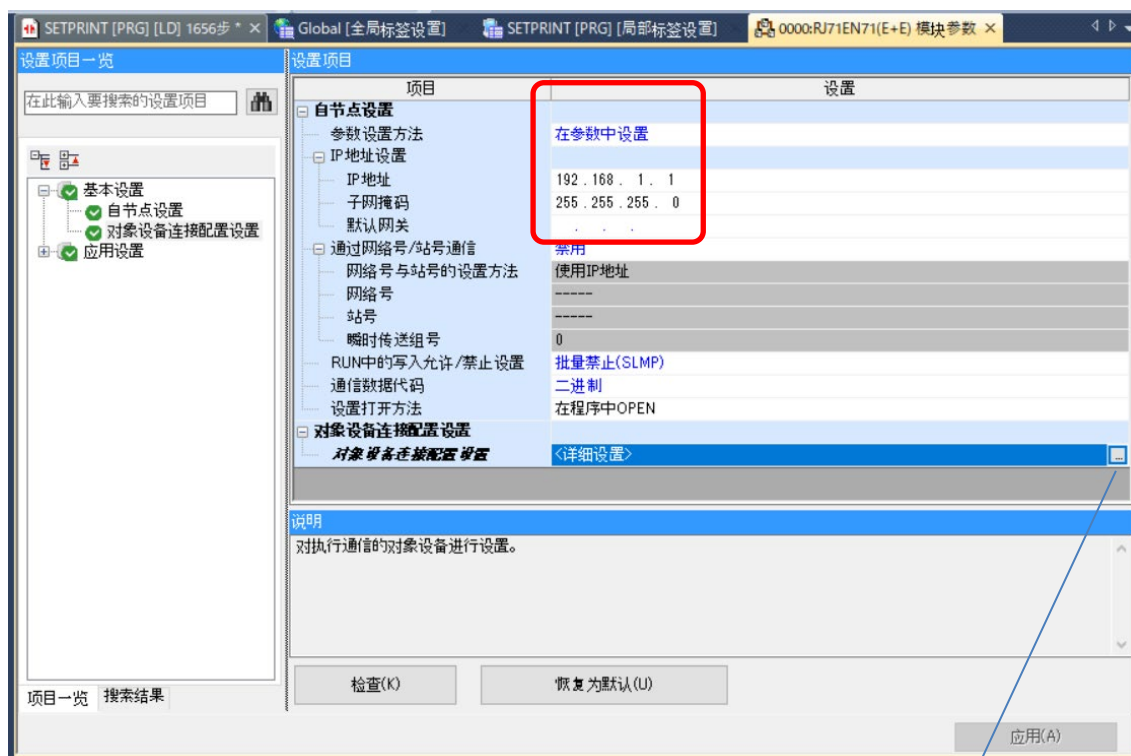 SETPRINT [PRG] [LD] 1656步 * × Global [全局标签设置] SETPRINT [PRG] [局部标签设置] 0000:RJ71EN71(E+E) 模块参数 ×
设置项目一览
在此输入要搜索的设置项目
基本设置
自节点设置
对象设备连接配置设置
应用设置
项目一览 搜索结果
设置项目
项目 设置
自节点设置
参数设置方法 在参数中设置
IP地址设置
IP地址 192 . 168 . 1 . 1
子网掩码 255 . 255 . 255 . 0
默认网关 . . .
通过网络号/站号通信 禁用
网络号与站号的设置方法 使用IP地址
网络号 -----
站号 -----
瞬时传送组号 0
RUN中的写入允许/禁止设置 批量禁止(SLMP)
通信数据代码 二进制
设置打开方法 在程序中OPEN
对象设备连接配置设置
对象设备连接配置设置 <详细设置> ...
说明
对执行通信的对象设备进行设置。
检查(K) 恢复为默认(U)
应用(A)